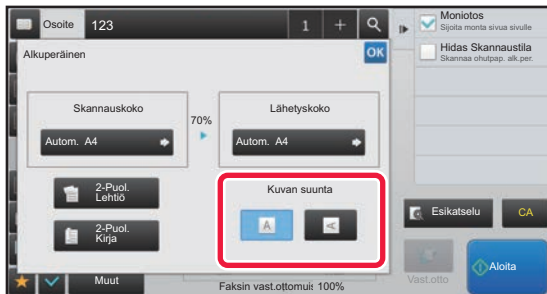 Osoite 123 1 +
Alkuperäinen OK
Skannauskoko
Autom. A4
70%
Lähetyskoko
Autom. A4
2-Puol.
Lehtiö
2-Puol.
Kirja
Kuvan suunta
A A
Muut
Faksin vast.ottomuis 100%
Moniotos
Sijoita monta sivua sivulle
Hidas Skannaustila
Skannaa ohutpap. alk.per.
Esikatselu
CA
Vast.otto
Aloita